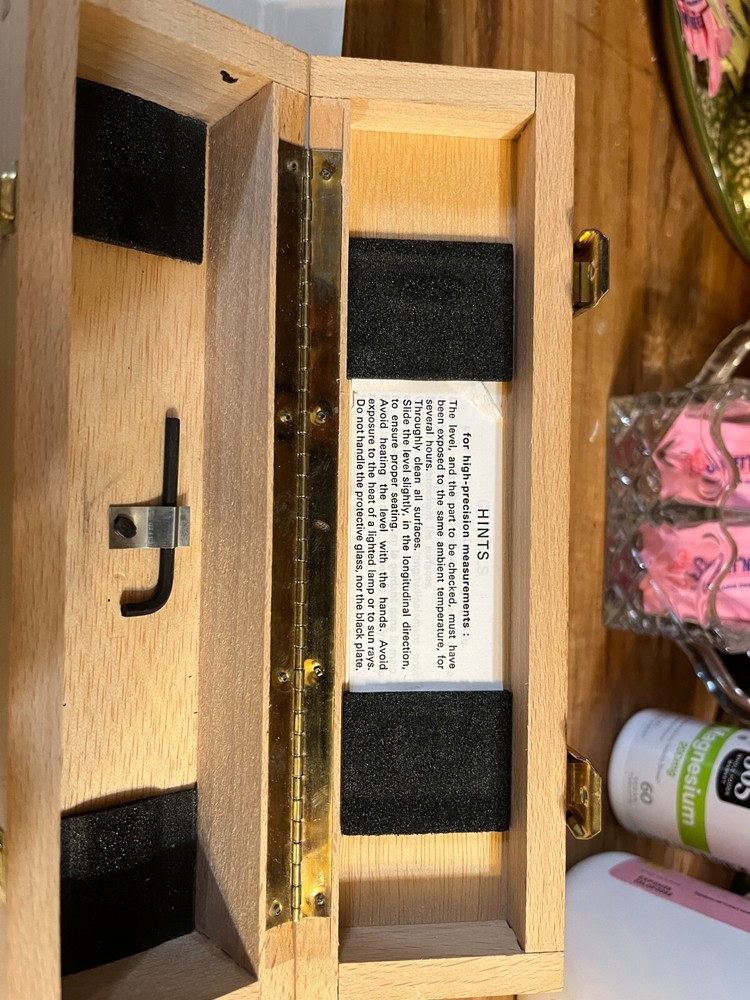 HINTS
for high-precision measurements :
The level, and the part to be checked, must have
been exposed to the same ambient temperature, for
several hours.
Throughly clean all surfaces.
Slide the level slightly, in the longitudinal direction,
to ensure proper seating.
Avoid heating the level with the hands. Avoid
exposure to the heat of a lighted lamp or to sun rays.
Do not handle the protective glass, nor the black plate.
Magnesium
200mg
60